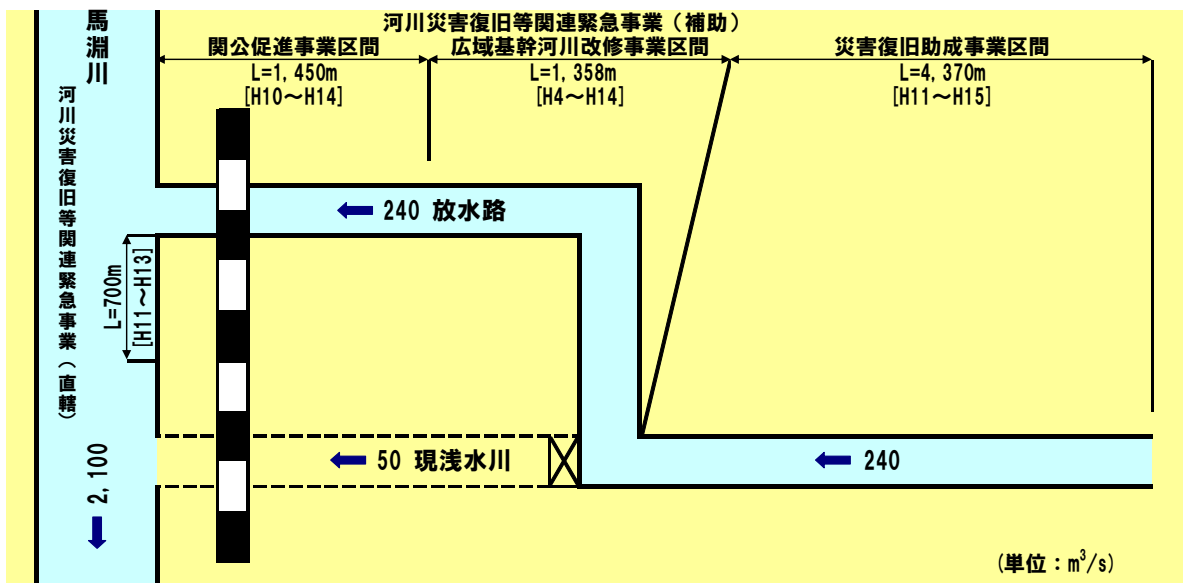 河川災害復旧等関連緊急事業（補助）
関公促進事業区間
L=1,450m
[H10～H14]
広域基幹河川改修事業区間
L=1,358m
[H4～H14]
災害復旧助成事業区間
L=4,370m
[H11～H15]
馬淵川
河川災害復旧等関連緊急事業（直轄）
240 放水路
L=700m
[H11～H13]
50 現浅水川
240
2,100
(単位：m³/s)